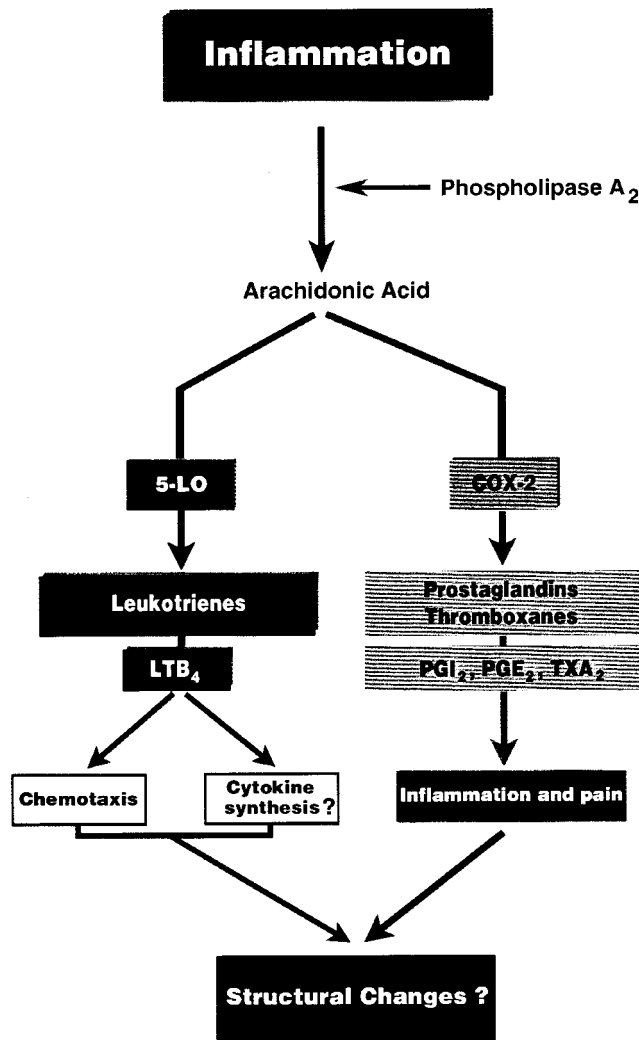 Inflammation
Phospholipase A2
Arachidonic Acid
5-LO
COX-2
Leukotrienes
Prostaglandins
Thromboxanes
LTB4
PGI2, PGE2, TXA2
Chemotaxis
Cytokine
synthesis?
Inflammation and pain
Structural Changes ?